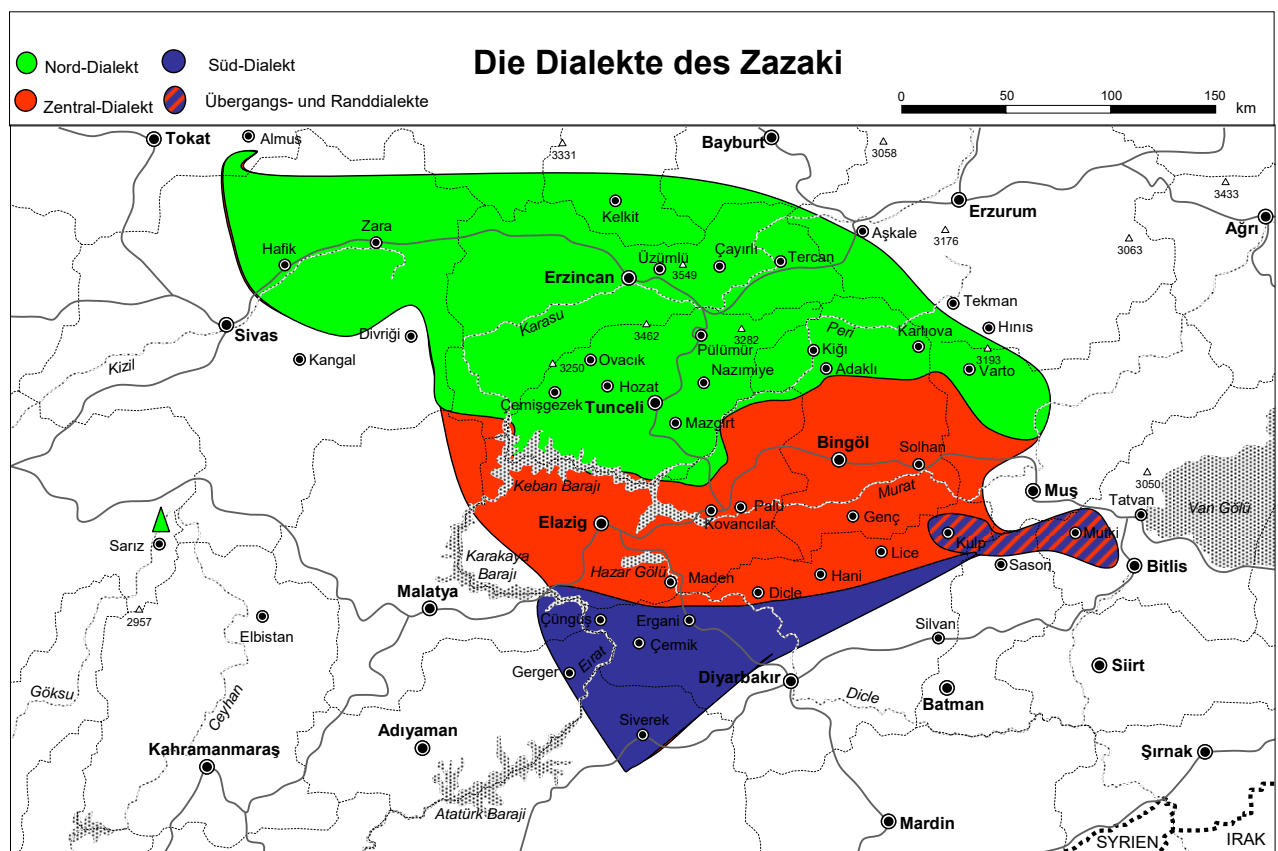 Die Dialekte des Zazaki
Nord-Dialekt
Süd-Dialekt
Zentral-Dialekt
Übergangs- und Randdialekte
0 50 100 150
km
Tokat
Almuş
3331
Bayburt
3058
3433
Kelkit
Erzurum
Ağrı
Zara
Aşkale
3176
3063
Hafik
Üzümlü
Çayırlı
Tercan
Erzincan
3549
Tekman
Karasu
Sivas
Divriği
3462
3282
Peri
Hınıs
Pülümür
Karlıova
Kangal
Kızil
3250
Ovacık
Kiğı
3193
Nazımiye
Adaklı
Varto
Hozat
Çemişgezek
Tunceli
Mazgirt
Bingöl
Solhan
Keban Barajı
Murat
Muş
3050
Tatvan
Van Gölü
Palu
Kovancılar
Elazig
Genç
Sarız
Kulp
Mutki
Karakaya
Barajı
Lice
Sason
Bitlis
Hazar Gölü
Hani
Maden
Malatya
Dicle
2957
Elbistan
Çüngüş
Ergani
Silvan
Çermik
Gerger
Fırat
Siirt
Göksu
Ceyhan
Diyarbakır
Dicle
Batman
Siverek
Adıyaman
Kahramanmaraş
Şırnak
Atatürk Baraji
Mardin
SYRIEN
IRAK